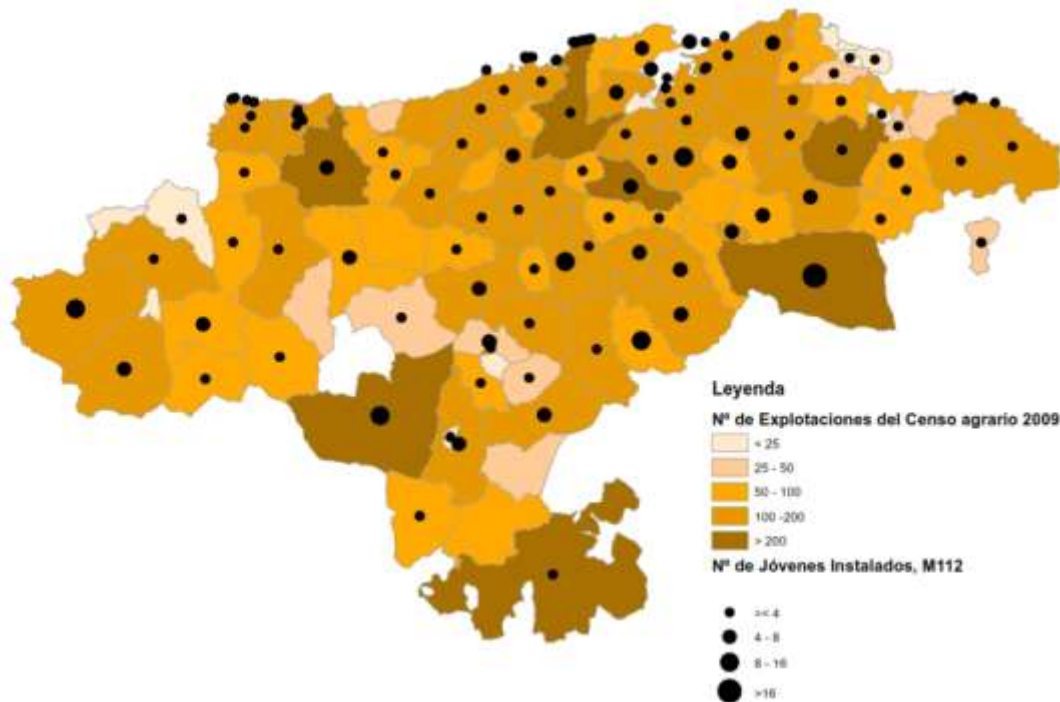 Leyenda
Nº de Explotaciones del Censo agrario 2009
< 25
25 - 50
50 - 100
100 -200
> 200
Nº de Jóvenes Instalados, M112
=< 4
4 - 8
8 - 16
>16